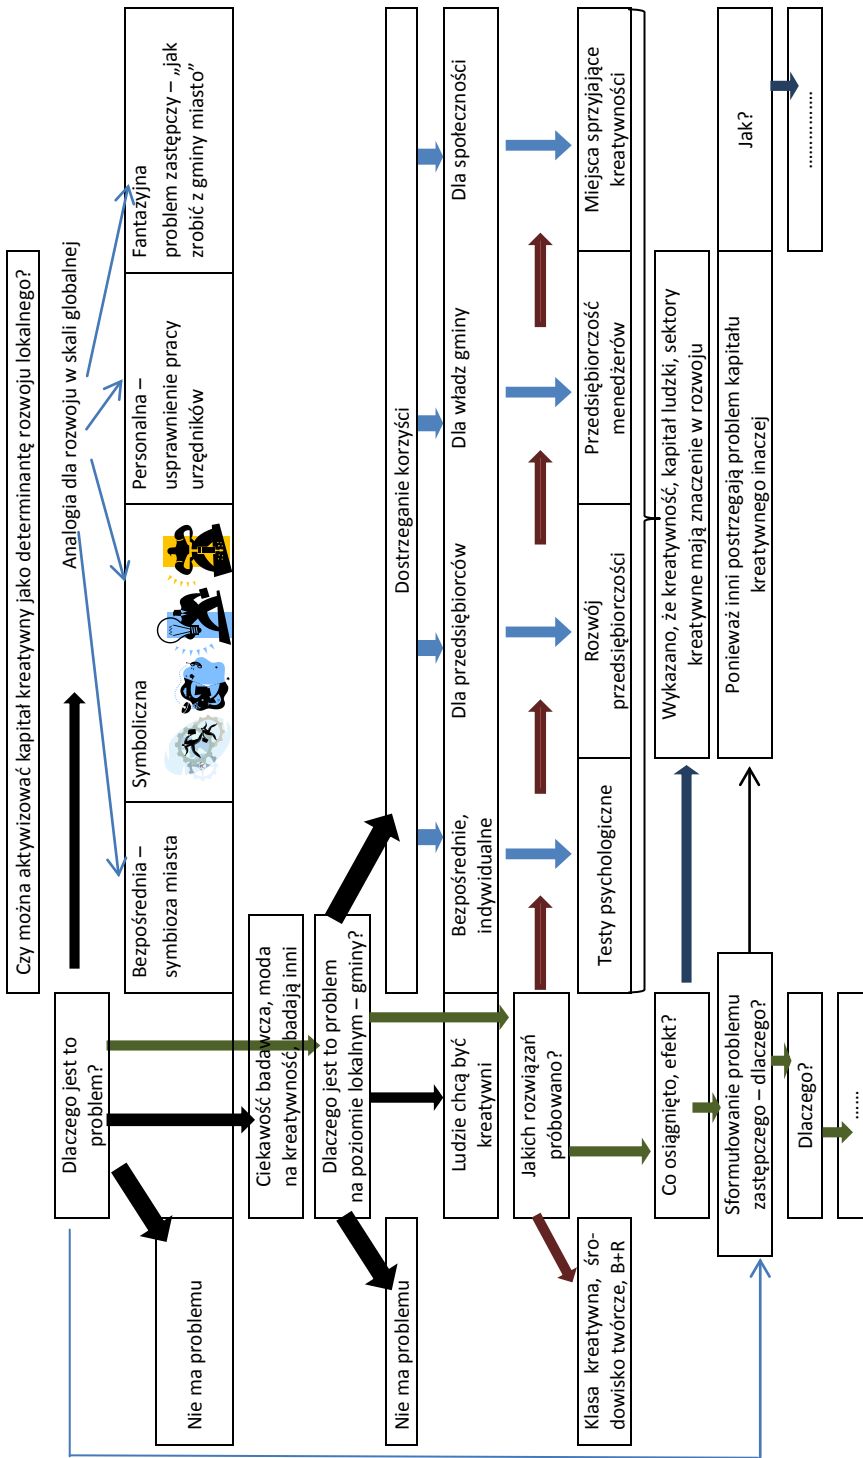 Czy można aktywizować kapitał kreatywny jako determinantę rozwoju lokalnego?
Dlaczego jest to
problem?
Analogia dla rozwoju w skali globalnej
Nie ma problemu
Bezpośrednia –
symbioza miasta
Symboliczna
Personalna –
usprawnienie pracy
urzędników
Fantazyjna
problem zastępczy – „jak
zrobić z gminy miasto”
Ciekawość badawcza, moda
na kreatywność, badają inni
Dlaczego jest to problem
na poziomie lokalnym – gminy?
Nie ma problemu
Dostrzeganie korzyści
Ludzie chcą być
kreatywni
Bezpośrednie,
indywidualne
Dla przedsiębiorców
Dla władz gminy
Dla społeczności
Jakich rozwiązań
próbowano?
Klasa kreatywna, śro-
dowisko twórcze, B+R
Testy psychologiczne
Rozwój
przedsiębiorczości
Przedsiębiorczość
menedżerów
Miejsca sprzyjające
kreatywności
Co osiągnięto, efekt?
Wykazano, że kreatywność, kapitał ludzki, sektory
kreatywne mają znaczenie w rozwoju
Sformułowanie problemu
zastępczego – dlaczego?
Ponieważ inni postrzegają problem kapitału
kreatywnego inaczej
Jak?
Dlaczego?
.................
......